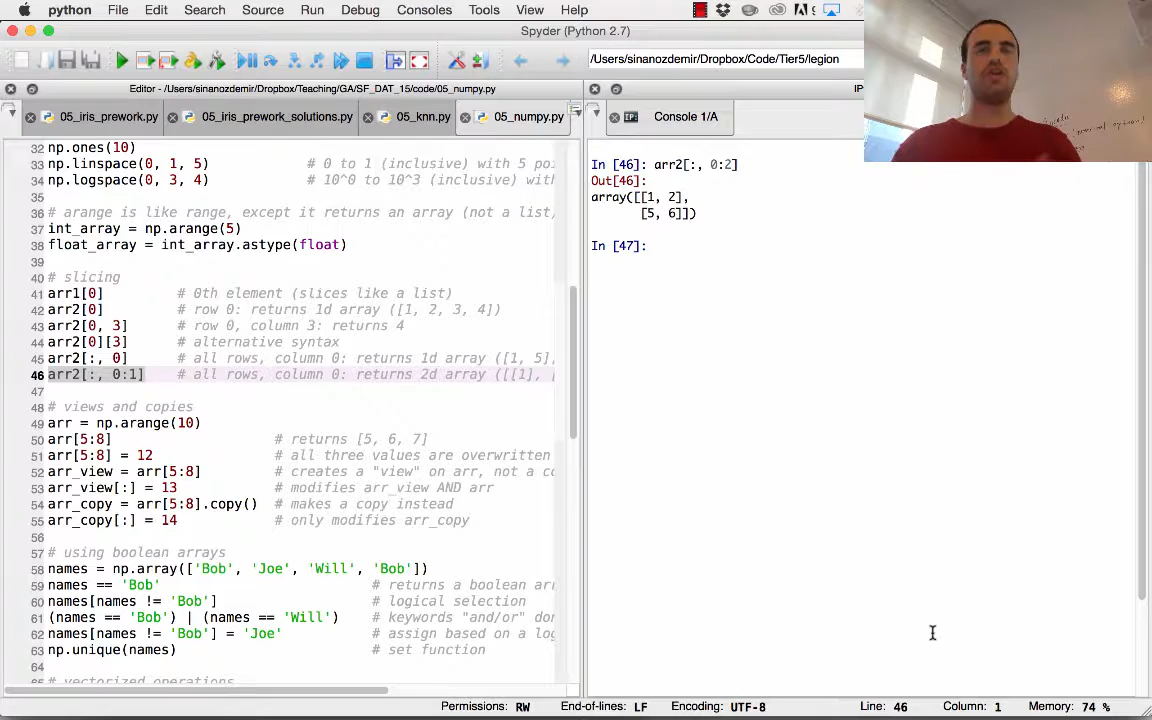 python File Edit Search Source Run Debug Consoles Tools View Help
Spyder (Python 2.7)
/Users/sinanozdemir/Dropbox/Code/Tier5/legion
Editor - /Users/sinanozdemir/Dropbox/Teaching/GA/SF_DAT_15/code/05_numpy.py
05_iris_prework.py 05_iris_prework_solutions.py 05_knn.py 05_numpy.py
32 np.ones(10)
33 np.linspace(0, 1, 5) # 0 to 1 (inclusive) with 5 poi
34 np.logspace(0, 3, 4) # 10^0 to 10^3 (inclusive) wit
35
36 # arange is like range, except it returns an array (not a list
37 int_array = np.arange(5)
38 float_array = int_array.astype(float)
39
40 # slicing
41 arr1[0] # 0th element (slices like a list)
42 arr2[0] # row 0: returns 1d array ([1, 2, 3, 4])
43 arr2[0, 3] # row 0, column 3: returns 4
44 arr2[0][3] # alternative syntax
45 arr2[:, 0] # all rows, column 0: returns 1d array ([1, 5]
46 arr2[:, 0:1] # all rows, column 0: returns 2d array ([[1], [
47
48 # views and copies
49 arr = np.arange(10)
50 arr[5:8] # returns [5, 6, 7]
51 arr[5:8] = 12 # all three values are overwritten
52 arr_view = arr[5:8] # creates a "view" on arr, not a co
53 arr_view[:] = 13 # modifies arr_view AND arr
54 arr_copy = arr[5:8].copy() # makes a copy instead
55 arr_copy[:] = 14 # only modifies arr_copy
56
57 # using boolean arrays
58 names = np.array(['Bob', 'Joe', 'Will', 'Bob'])
59 names == 'Bob' # returns a boolean arr
60 names[names != 'Bob'] # logical selection
61 (names == 'Bob') | (names == 'Will') # keywords "and/or" don
62 names[names != 'Bob'] = 'Joe' # assign based on a log
63 np.unique(names) # set function
64
# vectorized operations
IP
Console 1/A
In [46]: arr2[:, 0:2]
Out[46]:
array([[1, 2],
[5, 6]])
In [47]:
Permissions: RW End-of-lines: LF Encoding: UTF-8 Line: 46 Column: 1 Memory: 74 %